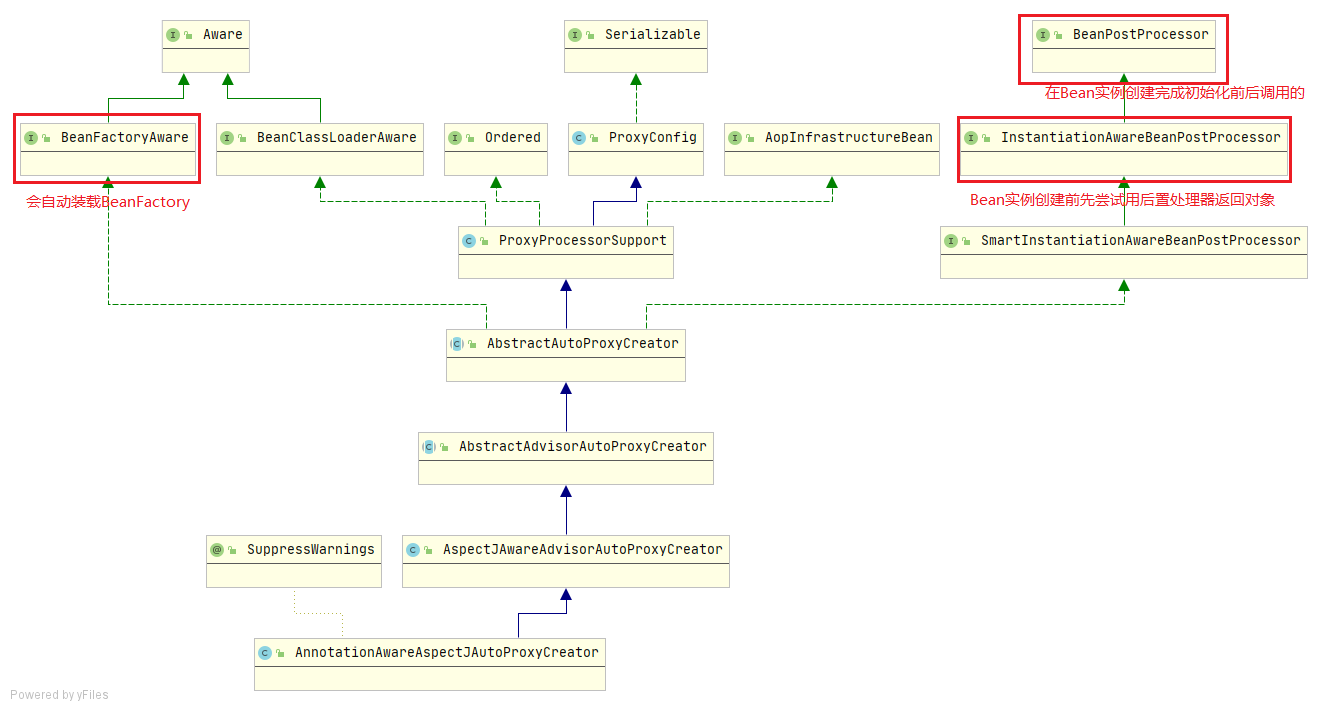 Aware
Serializable
BeanPostProcessor
在Bean实例创建完成初始化前后调用的
BeanFactoryAware
BeanClassLoaderAware
Ordered
ProxyConfig
AopInfrastructureBean
InstantiationAwareBeanPostProcessor
会自动装载BeanFactory
Bean实例创建前先尝试用后置处理器返回对象
ProxyProcessorSupport
SmartInstantiationAwareBeanPostProcessor
AbstractAutoProxyCreator
AbstractAdvisorAutoProxyCreator
SuppressWarnings
AspectJAwareAdvisorAutoProxyCreator
AnnotationAwareAspectJAutoProxyCreator
Powered by yFiles